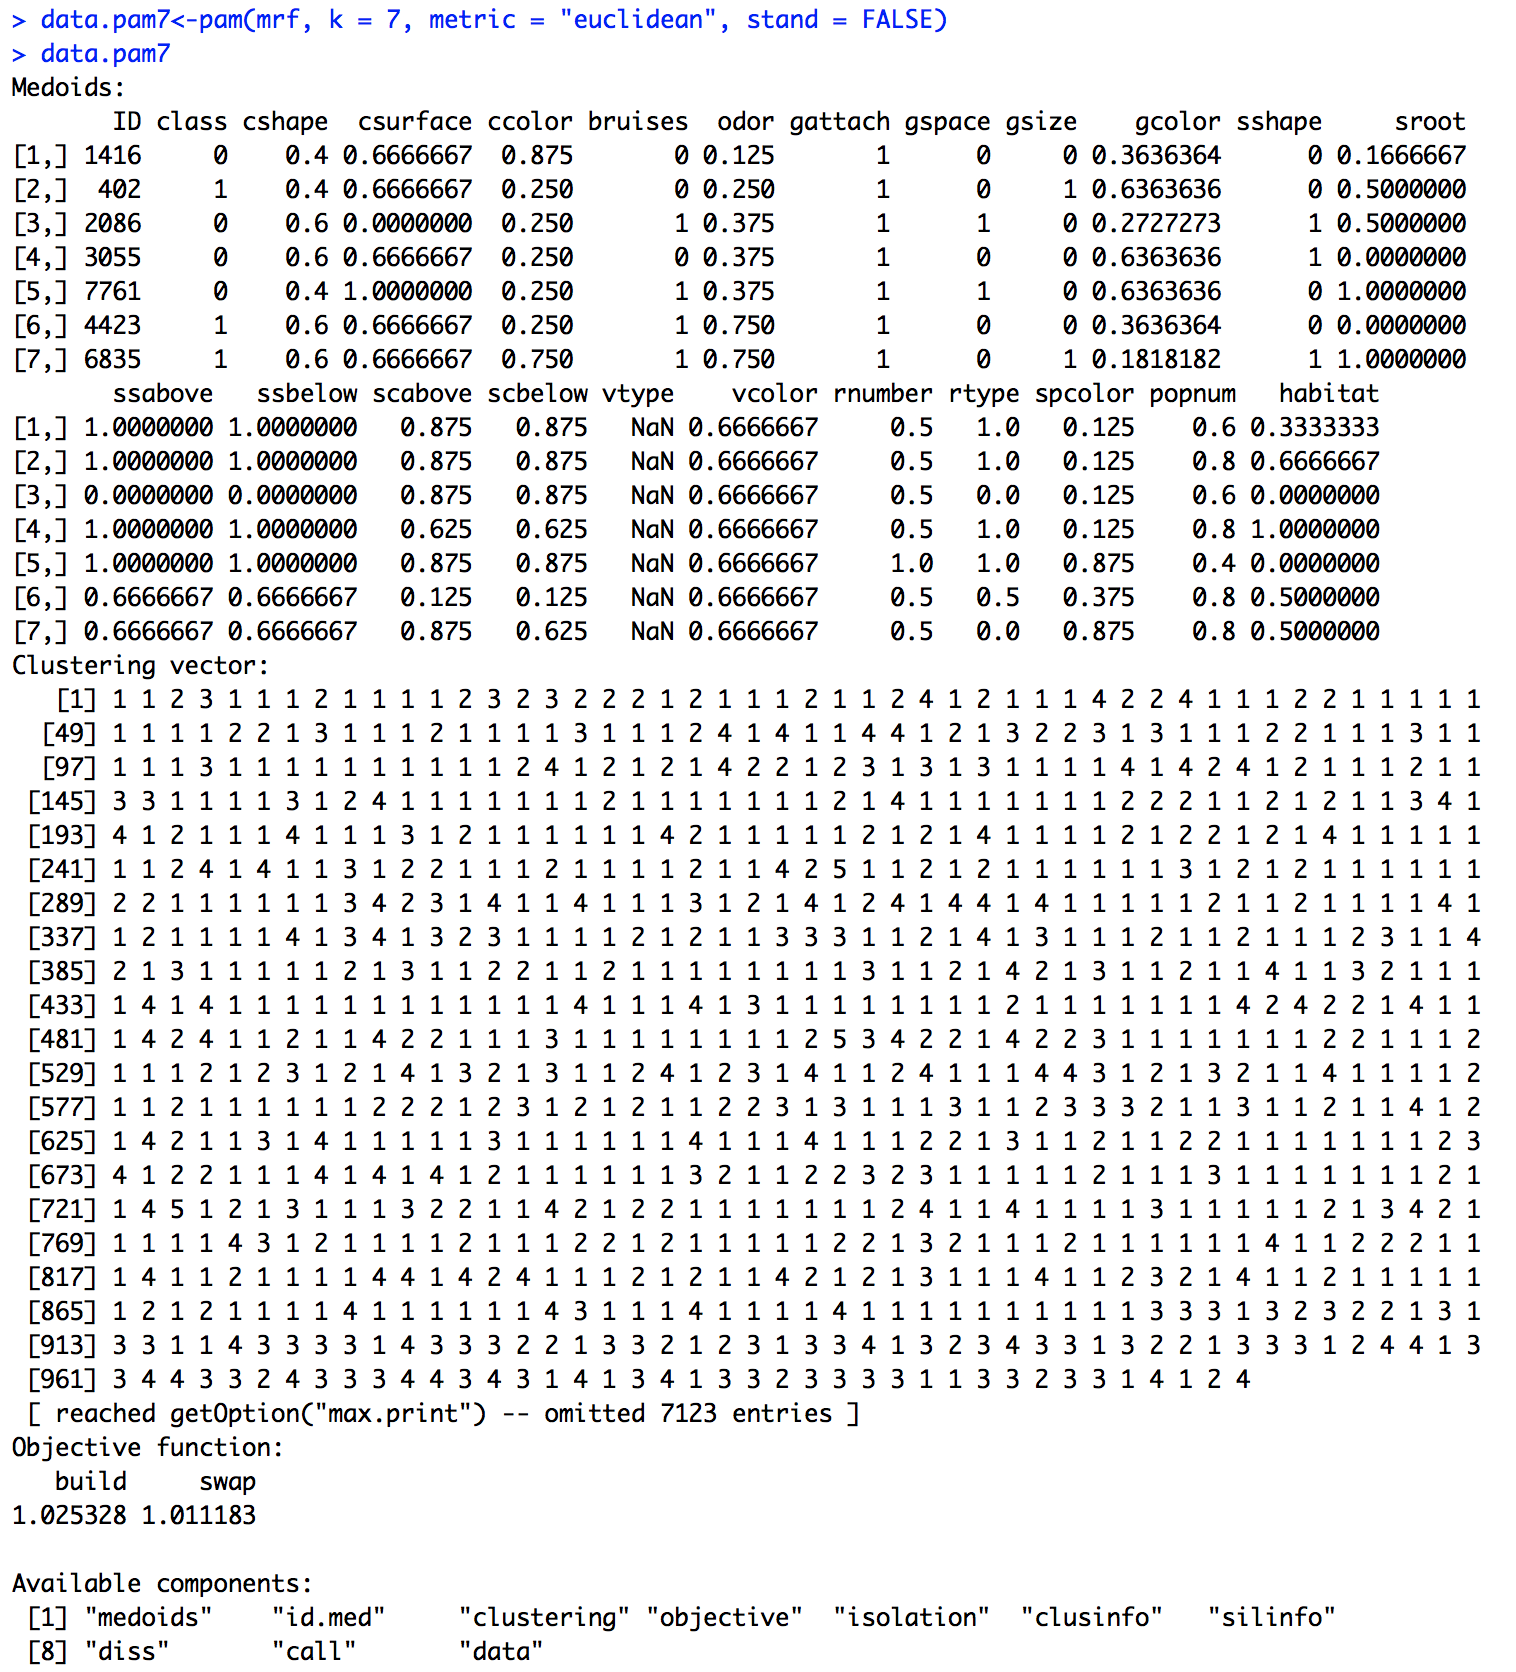 > data.pam7<-pam(mrf, k = 7, metric = "euclidean", stand = FALSE)
> data.pam7
Medoids:
       ID class cshape  csurface ccolor bruises  odor gattach gspace gsize    gcolor sshape     sroot
[1,] 1416     0    0.4 0.6666667  0.875       0 0.125       1      0     0 0.3636364      0 0.1666667
[2,]  402     1    0.4 0.6666667  0.250       0 0.250       1      0     1 0.6363636      0 0.5000000
[3,] 2086     0    0.6 0.0000000  0.250       1 0.375       1      1     0 0.2727273      1 0.5000000
[4,] 3055     0    0.6 0.6666667  0.250       0 0.375       1      0     0 0.6363636      1 0.0000000
[5,] 7761     0    0.4 1.0000000  0.250       1 0.375       1      1     0 0.6363636      0 1.0000000
[6,] 4423     1    0.6 0.6666667  0.250       1 0.750       1      0     0 0.3636364      0 0.0000000
[7,] 6835     1    0.6 0.6666667  0.750       1 0.750       1      0     1 0.1818182      1 1.0000000
       ssabove   ssbelow scabove scbelow vtype    vcolor rnumber rtype spcolor popnum   habitat
[1,] 1.0000000 1.0000000   0.875   0.875   NaN 0.6666667     0.5   1.0   0.125    0.6 0.3333333
[2,] 1.0000000 1.0000000   0.875   0.875   NaN 0.6666667     0.5   1.0   0.125    0.8 0.6666667
[3,] 0.0000000 0.0000000   0.875   0.875   NaN 0.6666667     0.5   0.0   0.125    0.6 0.0000000
[4,] 1.0000000 1.0000000   0.625   0.625   NaN 0.6666667     0.5   1.0   0.125    0.8 1.0000000
[5,] 1.0000000 1.0000000   0.875   0.875   NaN 0.6666667     1.0   1.0   0.875    0.4 0.0000000
[6,] 0.6666667 0.6666667   0.125   0.125   NaN 0.6666667     0.5   0.5   0.375    0.8 0.5000000
[7,] 0.6666667 0.6666667   0.875   0.625   NaN 0.6666667     0.5   0.0   0.875    0.8 0.5000000
Clustering vector:
   [1] 1 1 2 3 1 1 1 2 1 1 1 1 2 3 2 3 2 2 2 1 2 1 1 1 2 1 1 2 4 1 2 1 1 1 4 2 2 4 1 1 1 2 2 1 1 1 1 1
  [49] 1 1 1 1 2 2 1 3 1 1 1 2 1 1 1 1 3 1 1 1 2 4 1 4 1 1 4 4 1 2 1 3 2 2 3 1 3 1 1 1 2 2 1 1 1 3 1 1
  [97] 1 1 1 3 1 1 1 1 1 1 1 1 1 1 2 4 1 2 1 2 1 4 2 2 1 2 3 1 3 1 3 1 1 1 1 4 1 4 2 4 1 2 1 1 1 2 1 1
 [145] 3 3 1 1 1 1 3 1 2 4 1 1 1 1 1 1 1 2 1 1 1 1 1 1 1 2 1 4 1 1 1 1 1 1 1 2 2 2 1 1 2 1 2 1 1 3 4 1
 [193] 4 1 2 1 1 1 4 1 1 1 3 1 2 1 1 1 1 1 1 4 2 1 1 1 1 1 2 1 2 1 4 1 1 1 1 2 1 2 2 1 2 1 4 1 1 1 1 1
 [241] 1 1 2 4 1 4 1 1 3 1 2 2 1 1 1 2 1 1 1 1 2 1 1 4 2 5 1 1 2 1 2 1 1 1 1 1 1 3 1 2 1 2 1 1 1 1 1 1
 [289] 2 2 1 1 1 1 1 1 3 4 2 3 1 4 1 1 4 1 1 1 3 1 2 1 4 1 2 4 1 4 4 1 4 1 1 1 1 1 2 1 1 2 1 1 1 1 4 1
 [337] 1 2 1 1 1 1 4 1 3 4 1 3 2 3 1 1 1 1 2 1 2 1 1 3 3 3 1 1 2 1 4 1 3 1 1 1 2 1 1 2 1 1 1 2 3 1 1 4
 [385] 2 1 3 1 1 1 1 1 2 1 3 1 1 2 2 1 1 2 1 1 1 1 1 1 1 1 3 1 1 2 1 4 2 1 3 1 1 2 1 1 4 1 1 3 2 1 1 1
 [433] 1 4 1 4 1 1 1 1 1 1 1 1 1 1 1 1 4 1 1 1 4 1 3 1 1 1 1 1 1 1 1 2 1 1 1 1 1 1 1 4 2 4 2 2 1 4 1 1
 [481] 1 4 2 4 1 1 2 1 1 4 2 2 1 1 1 3 1 1 1 1 1 1 1 1 2 5 3 4 2 2 1 4 2 2 3 1 1 1 1 1 1 1 2 2 1 1 1 2
 [529] 1 1 1 2 1 2 3 1 2 1 4 1 3 2 1 3 1 1 2 4 1 2 3 1 4 1 1 2 4 1 1 1 4 4 3 1 2 1 3 2 1 1 4 1 1 1 1 2
 [577] 1 1 2 1 1 1 1 1 1 2 2 2 1 2 3 1 2 1 2 1 1 2 2 3 1 3 1 1 1 3 1 1 2 3 3 3 2 1 1 3 1 1 2 1 1 4 1 2
 [625] 1 4 2 1 1 3 1 4 1 1 1 1 1 3 1 1 1 1 1 1 4 1 1 1 4 1 1 1 2 2 1 3 1 1 2 1 1 2 2 1 1 1 1 1 1 1 2 3
 [673] 4 1 2 2 1 1 1 4 1 4 1 4 1 2 1 1 1 1 1 1 3 2 1 1 2 2 3 2 3 1 1 1 1 1 2 1 1 1 3 1 1 1 1 1 1 1 2 1
 [721] 1 4 5 1 2 1 3 1 1 1 3 2 2 1 1 4 2 1 2 2 1 1 1 1 1 1 1 2 4 1 1 4 1 1 1 1 3 1 1 1 1 1 2 1 3 4 2 1
 [769] 1 1 1 1 4 3 1 2 1 1 1 1 2 1 1 1 2 2 1 2 1 1 1 1 1 2 2 1 3 2 1 1 1 2 1 1 1 1 1 1 4 1 1 2 2 2 1 1
 [817] 1 4 1 1 2 1 1 1 1 4 4 1 4 2 4 1 1 1 2 1 2 1 1 4 2 1 2 1 3 1 1 1 4 1 1 2 3 2 1 4 1 1 2 1 1 1 1 1
 [865] 1 2 1 2 1 1 1 1 4 1 1 1 1 1 1 4 3 1 1 1 4 1 1 1 1 4 1 1 1 1 1 1 1 1 1 1 3 3 3 1 3 2 3 2 2 1 3 1
 [913] 3 3 1 1 4 3 3 3 3 1 4 3 3 3 2 2 1 3 3 2 1 2 3 1 3 3 4 1 3 2 3 4 3 3 1 3 2 2 1 3 3 3 1 2 4 4 1 3
 [961] 3 4 4 3 3 2 4 3 3 3 4 4 3 4 3 1 4 1 3 4 1 3 3 2 3 3 3 3 1 1 3 3 2 3 3 1 4 1 2 4
 [ reached getOption("max.print") -- omitted 7123 entries ]
Objective function:
   build     swap
1.025328 1.011183

Available components:
 [1] "medoids"    "id.med"     "clustering" "objective"  "isolation"  "clusinfo"   "silinfo"
 [8] "diss"       "call"       "data"